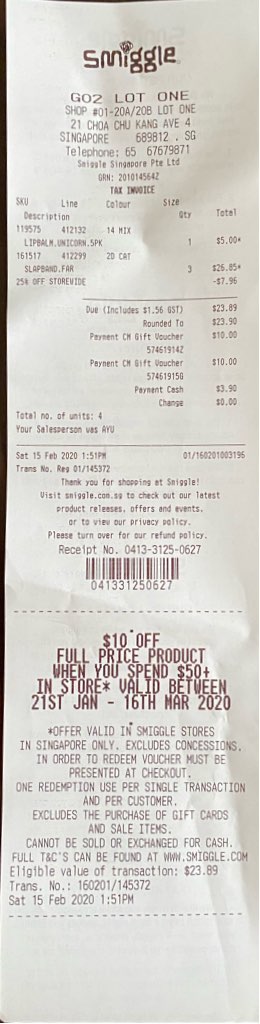 smiggle
GO2 LOT ONE
SHOP #01-20A/20B LOT ONE
21 CHOA CHU KANG AVE 4
SINGAPORE 689812 . SG
Telephone: 65 67679871
Smiggle Singapore Pte Ltd
GRN: 201014564Z
TAX INVOICE
SKU Line Colour Size
Description Qty Total
119575 412132 14 MIX
LIPBALM.UNICORN.5PK 1 $5.00*
161517 412299 2D CAT
SLAPBAND.FAR 3 $26.85*
25% OFF STOREWIDE -$7.96
Due (Includes $1.56 GST) $23.89
Rounded To $23.90
Payment CM Gift Voucher $10.00
57461914Z
Payment CM Gift Voucher $10.00
57461915G
Payment Cash $3.90
Change $0.00
Total no. of units: 4
Your Salesperson was AYU
Sat 15 Feb 2020 1:51PM 01/160201003196
Trans No. Reg 01/145372
Thank you for shopping at Smiggle!
Visit smiggle.com.sg to check out our latest
product releases, offers and events.
or to view our privacy policy.
Please turn over for our refund policy.
Receipt No. 0413-3125-0627
041331250627
$10 OFF
FULL PRICE PRODUCT
WHEN YOU SPEND $50+
IN STORE* VALID BETWEEN
21ST JAN - 16TH MAR 2020
*OFFER VALID IN SMIGGLE STORES
IN SINGAPORE ONLY. EXCLUDES CONCESSIONS.
IN ORDER TO REDEEM VOUCHER MUST BE
PRESENTED AT CHECKOUT.
ONE REDEMPTION USE PER SINGLE TRANSACTION
AND PER CUSTOMER.
EXCLUDES THE PURCHASE OF GIFT CARDS
AND SALE ITEMS.
CANNOT BE SOLD OR EXCHANGED FOR CASH.
FULL T&C'S CAN BE FOUND AT WWW.SMIGGLE.COM
Eligible value of transaction: $23.89
Trans. No.: 160201/145372
Sat 15 Feb 2020 1:51PM